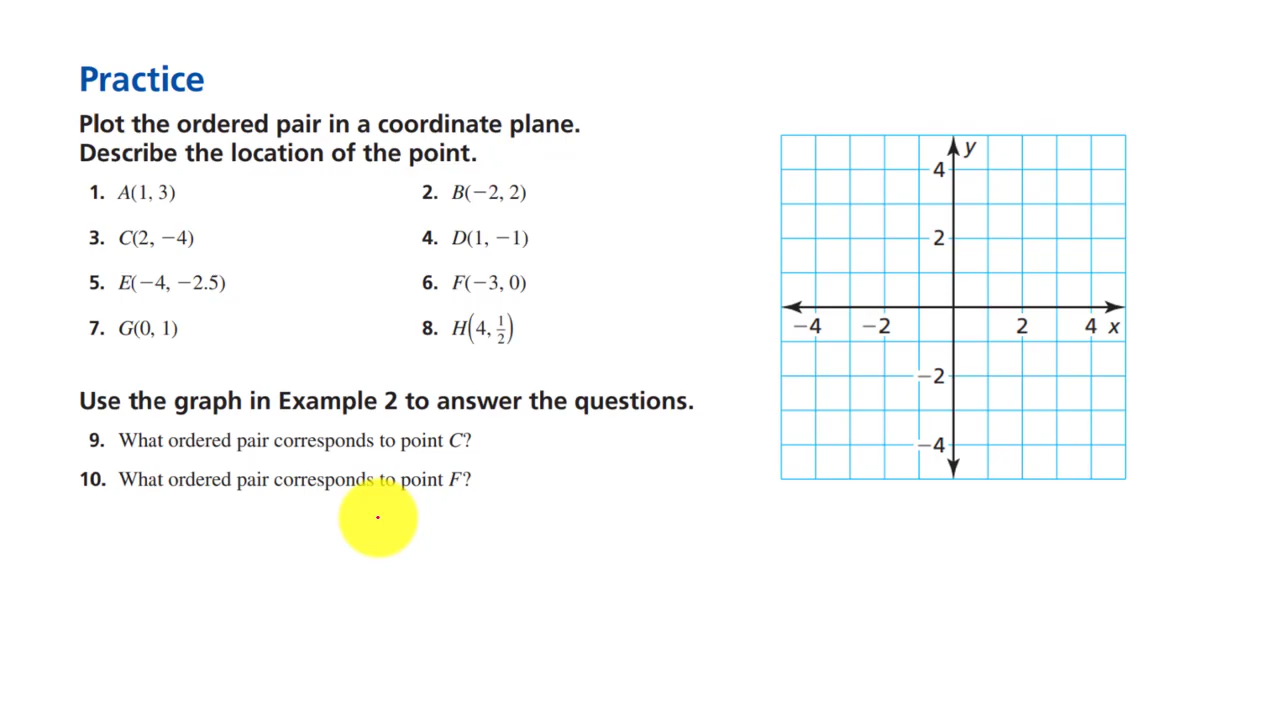 Practice
Plot the ordered pair in a coordinate plane.
Describe the location of the point.
1. A(1, 3) 2. B(−2, 2)
3. C(2, −4) 4. D(1, −1)
5. E(−4, −2.5) 6. F(−3, 0)
7. G(0, 1) 8. H(4, 1/2)
Use the graph in Example 2 to answer the questions.
9. What ordered pair corresponds to point C?
10. What ordered pair corresponds to point F?
y
4
2
−4 −2 2 4 x
−2
−4